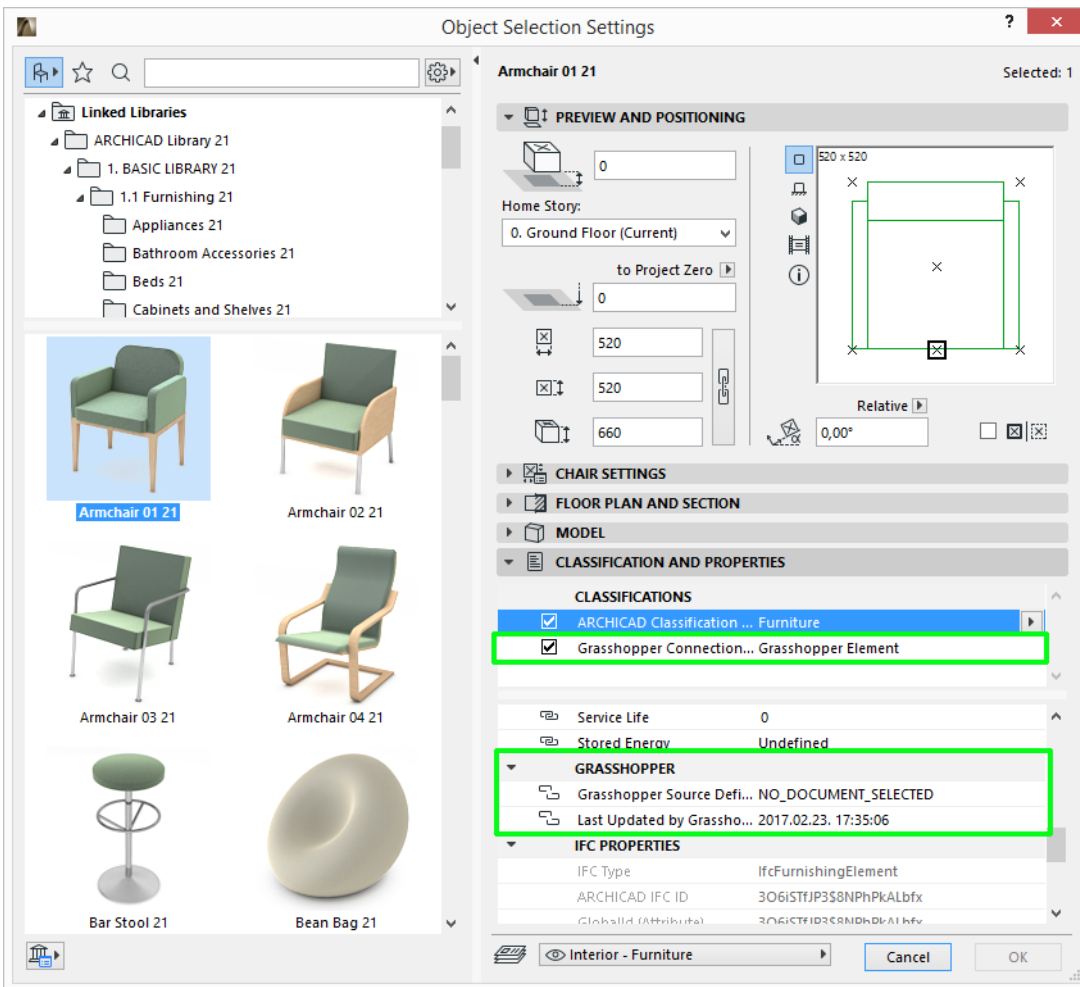 Object Selection Settings
?
Linked Libraries
ARCHICAD Library 21
1. BASIC LIBRARY 21
1.1 Furnishing 21
Appliances 21
Bathroom Accessories 21
Beds 21
Cabinets and Shelves 21
Armchair 01 21
Armchair 02 21
Armchair 03 21
Armchair 04 21
Bar Stool 21
Bean Bag 21
Armchair 01 21
Selected: 1
PREVIEW AND POSITIONING
0
Home Story:
0. Ground Floor (Current)
to Project Zero
0
520
520
660
520 x 520
Relative
α
0,00°
CHAIR SETTINGS
FLOOR PLAN AND SECTION
MODEL
CLASSIFICATION AND PROPERTIES
CLASSIFICATIONS
ARCHICAD Classification ... Furniture
Grasshopper Connection... Grasshopper Element
Service Life 0
Stored Energy Undefined
GRASSHOPPER
Grasshopper Source Defi... NO_DOCUMENT_SELECTED
Last Updated by Grassho... 2017.02.23. 17:35:06
IFC PROPERTIES
IFC Type IfcFurnishingElement
ARCHICAD IFC ID 3O6iSTfJP3S8NPhPkALbfx
GlobalId (Attribute) 3O6iSTfJP3S8NPhPkALbfx
Interior - Furniture
Cancel
OK